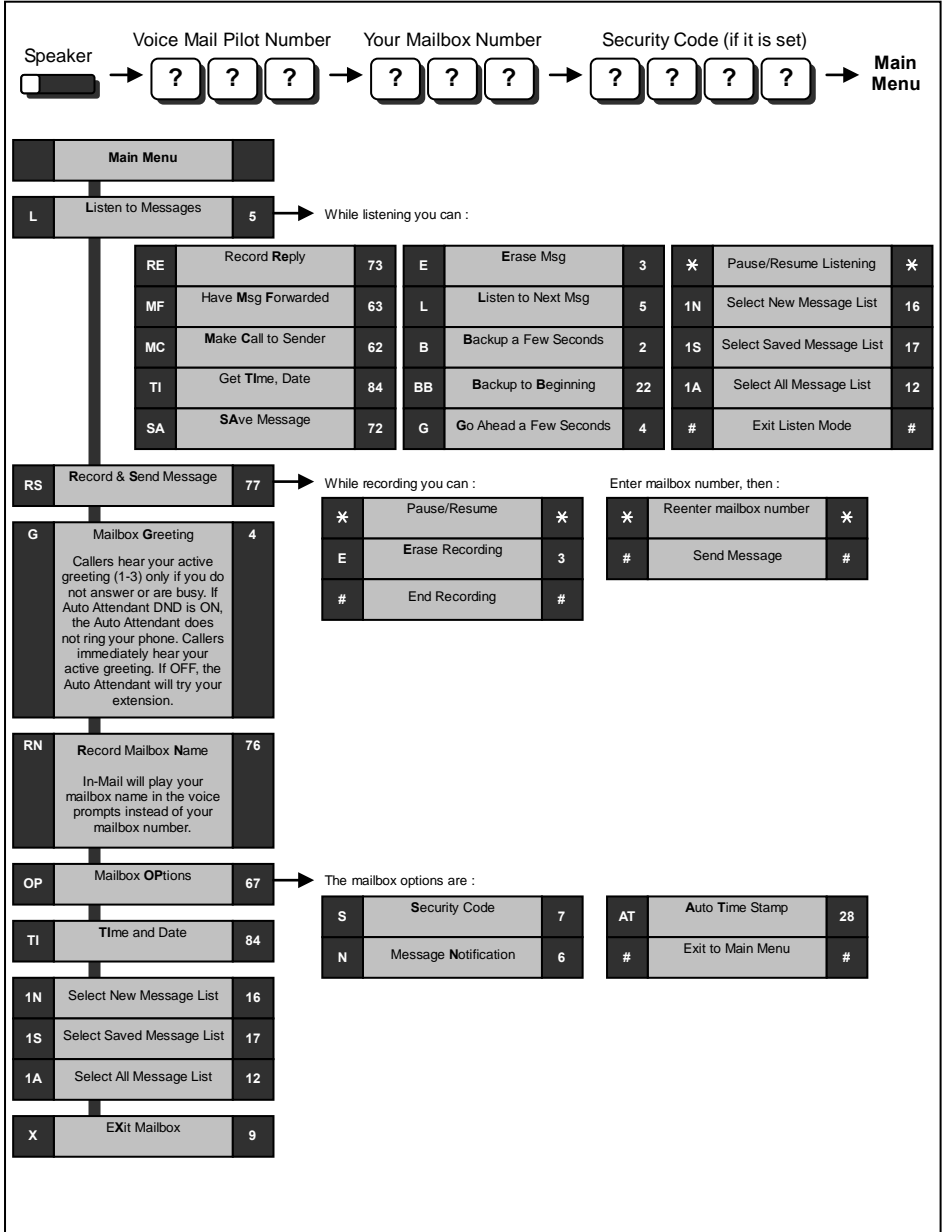 Speaker
Voice Mail Pilot Number
Your Mailbox Number
Security Code (if it is set)
? ? ?
? ? ?
? ? ? ?
Main
Menu
Main Menu
L Listen to Messages 5
While listening you can :
RE Record Reply 73
E Erase Msg 3
* Pause/Resume Listening *
MF Have Msg Forwarded 63
L Listen to Next Msg 5
1N Select New Message List 16
MC Make Call to Sender 62
B Backup a Few Seconds 2
1S Select Saved Message List 17
TI Get TIme, Date 84
BB Backup to Beginning 22
1A Select All Message List 12
SA SAve Message 72
G Go Ahead a Few Seconds 4
# Exit Listen Mode #
RS Record & Send Message 77
While recording you can :
Enter mailbox number, then :
* Pause/Resume *
* Reenter mailbox number *
E Erase Recording 3
# Send Message #
# End Recording #
G Mailbox Greeting 4
Callers hear your active
greeting (1-3) only if you do
not answer or are busy. If
Auto Attendant DND is ON,
the Auto Attendant does
not ring your phone. Callers
immediately hear your
active greeting. If OFF, the
Auto Attendant will try your
extension.
RN Record Mailbox Name 76
In-Mail will play your
mailbox name in the voice
prompts instead of your
mailbox number.
OP Mailbox OPtions 67
The mailbox options are :
S Security Code 7
AT Auto Time Stamp 28
N Message Notification 6
# Exit to Main Menu #
TI TIme and Date 84
1N Select New Message List 16
1S Select Saved Message List 17
1A Select All Message List 12
X EXit Mailbox 9